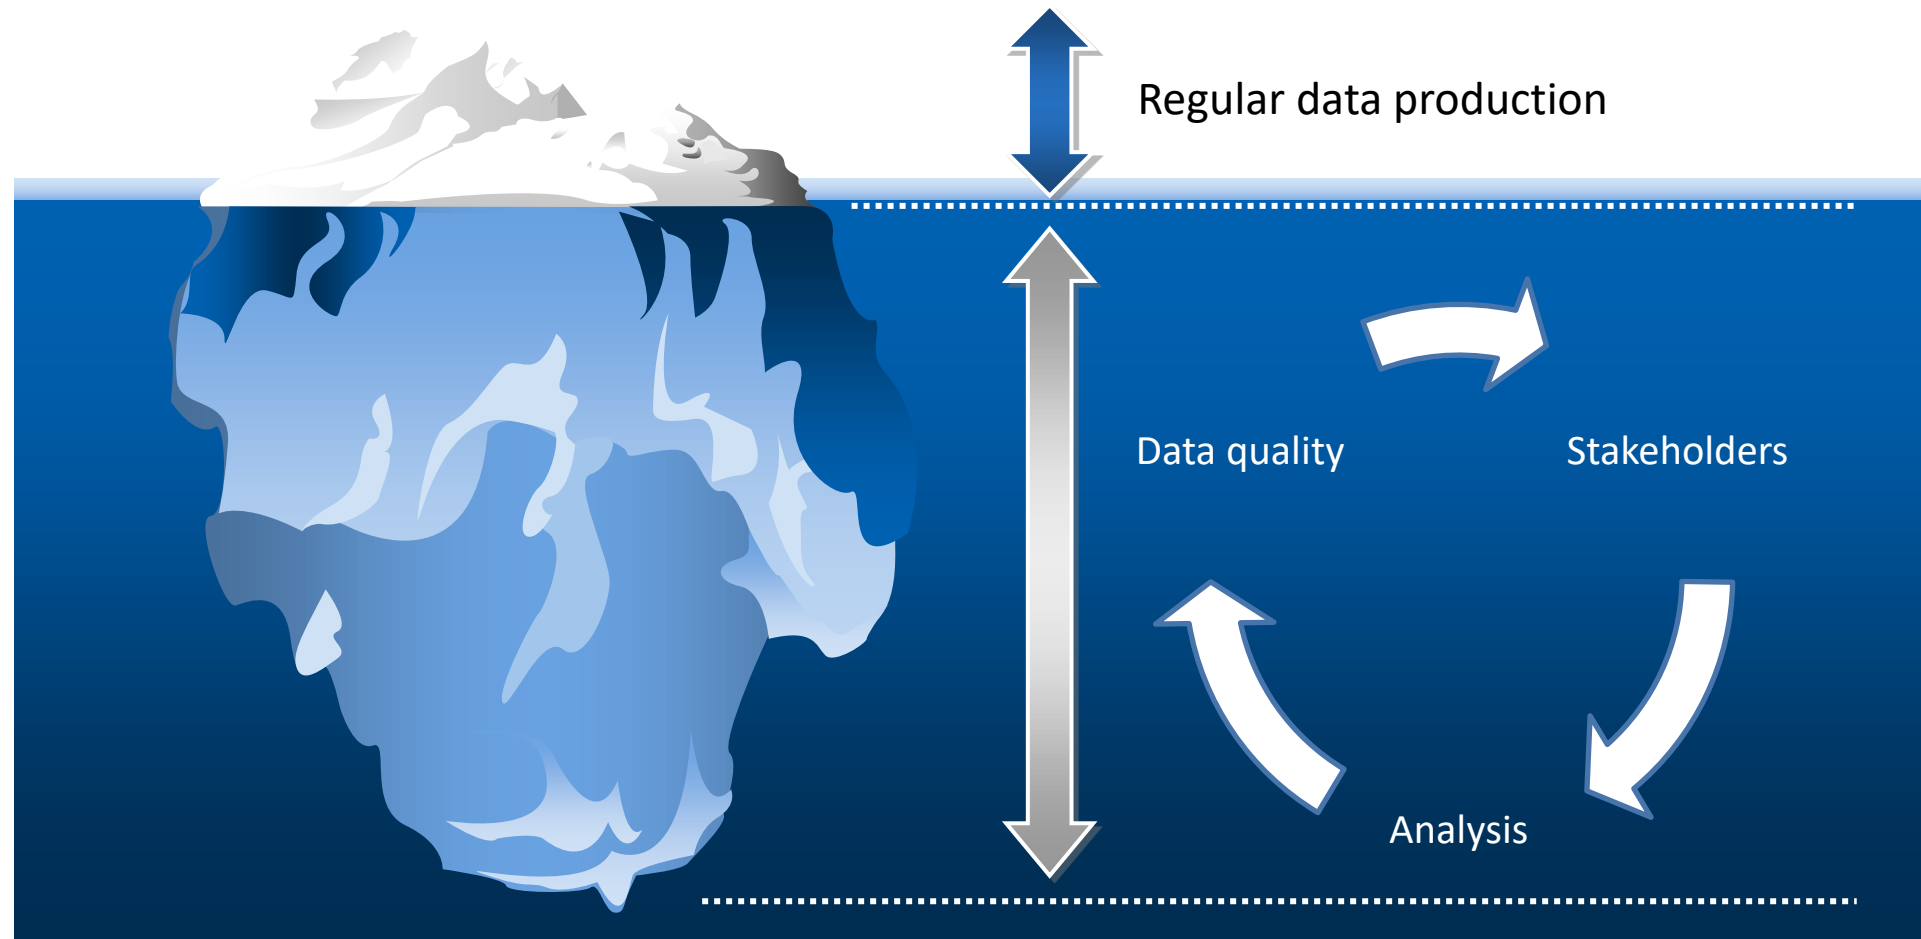 Regular data production
Data quality
Stakeholders
Analysis